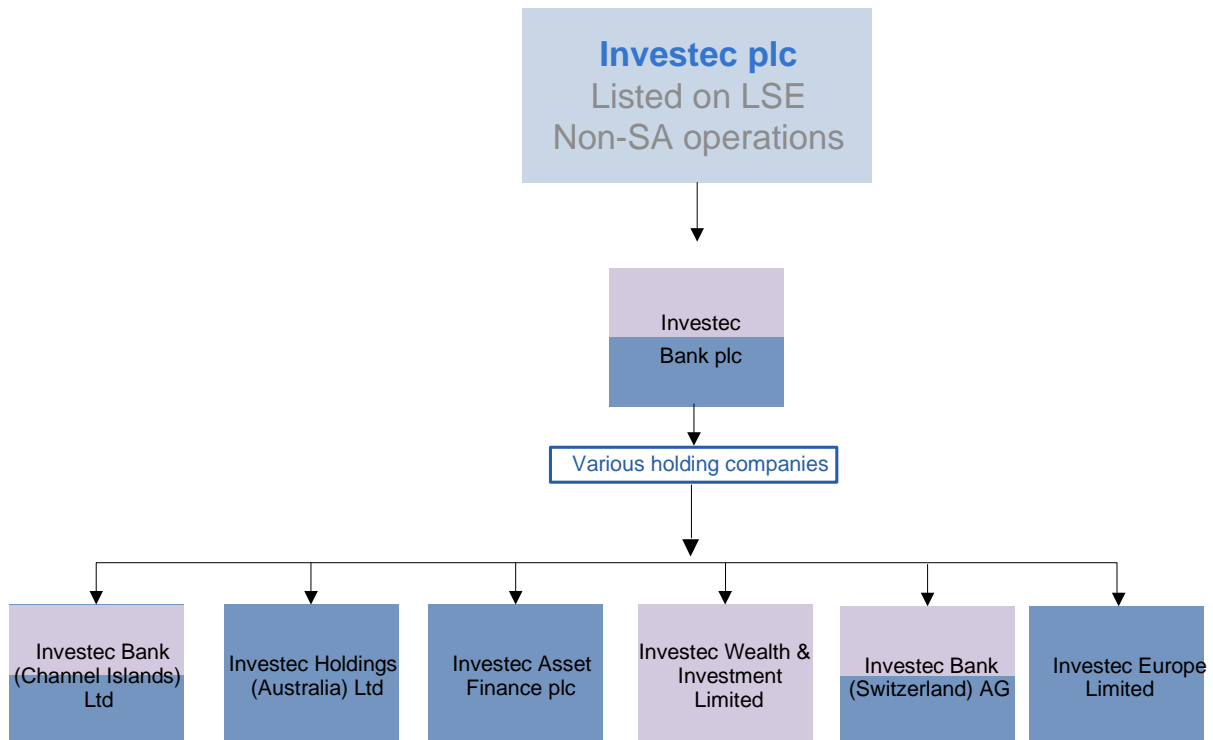 Investec plc
Listed on LSE
Non-SA operations
Investec
Bank plc
Various holding companies
Investec Bank
(Channel Islands)
Ltd
Investec Holdings
(Australia) Ltd
Investec Asset
Finance plc
Investec Wealth &
Investment
Limited
Investec Bank
(Switzerland) AG
Investec Europe
Limited